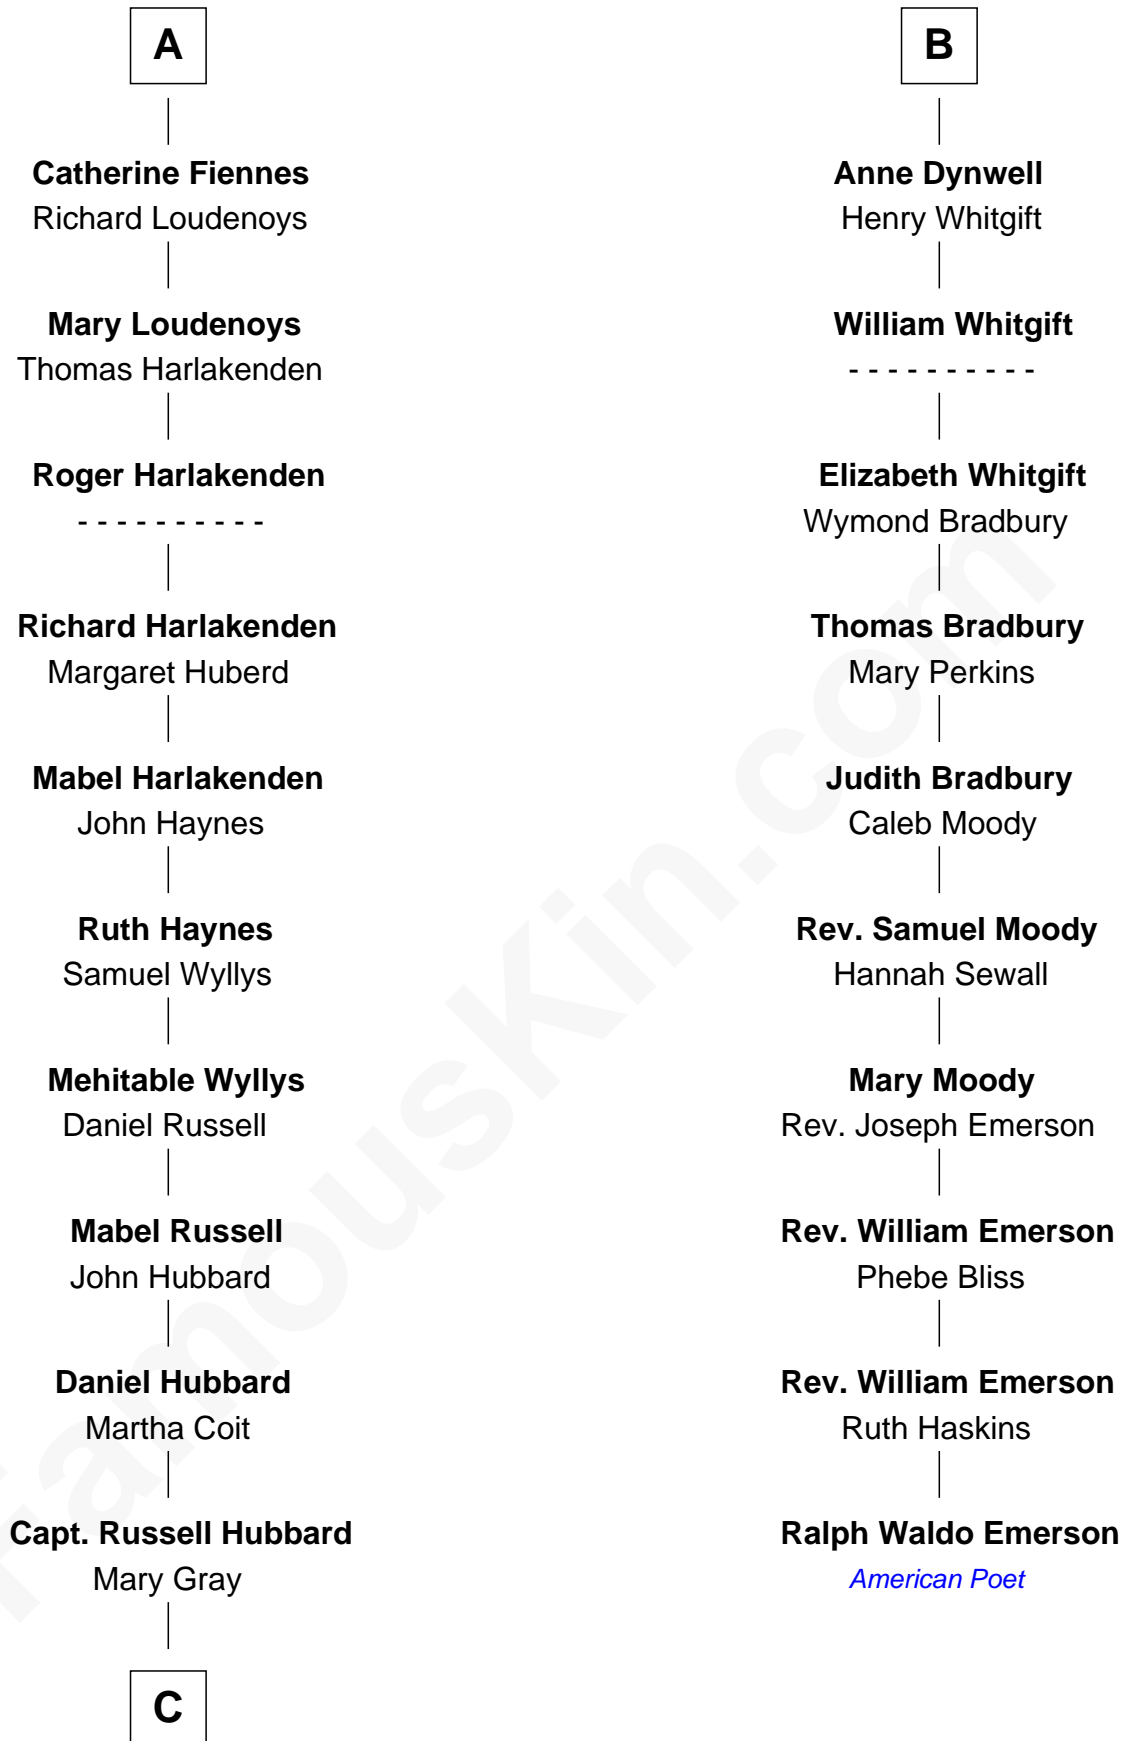 A
Catherine Fiennes
Richard Loudenoys
Mary Loudenoys
Thomas Harlakenden
Roger Harlakenden
- - - - - - - - - -
Richard Harlakenden
Margaret Huberd
Mabel Harlakenden
John Haynes
Ruth Haynes
Samuel Wyllys
Mehitable Wyllys
Daniel Russell
Mabel Russell
John Hubbard
Daniel Hubbard
Martha Coit
Capt. Russell Hubbard
Mary Gray
C
B
Anne Dynwell
Henry Whitgift
William Whitgift
- - - - - - - - - -
Elizabeth Whitgift
Wymond Bradbury
Thomas Bradbury
Mary Perkins
Judith Bradbury
Caleb Moody
Rev. Samuel Moody
Hannah Sewall
Mary Moody
Rev. Joseph Emerson
Rev. William Emerson
Phebe Bliss
Rev. William Emerson
Ruth Haskins
Ralph Waldo Emerson
American Poet
FamousKin.com